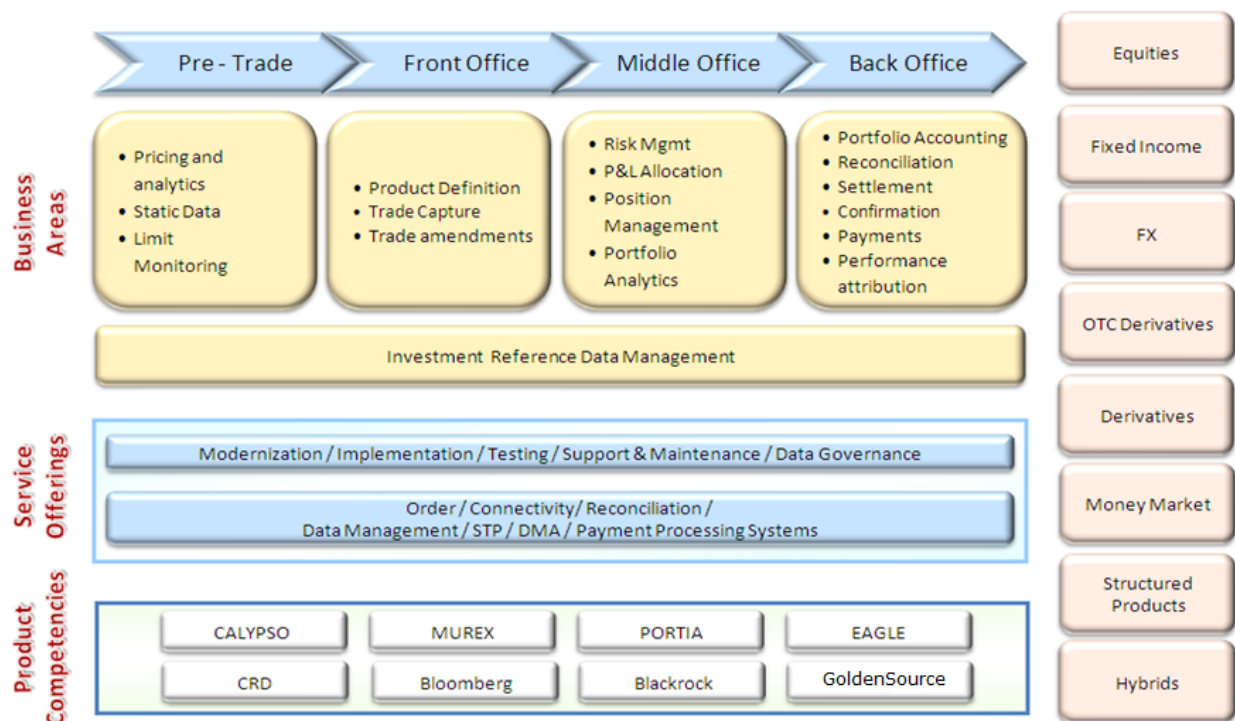 Pre - Trade
Front Office
Middle Office
Back Office
Business
Areas
• Pricing and
analytics
• Static Data
• Limit
Monitoring
• Product Definition
• Trade Capture
• Trade amendments
• Risk Mgmt
• P&L Allocation
• Position
Management
• Portfolio
Analytics
• Portfolio Accounting
• Reconciliation
• Settlement
• Confirmation
• Payments
• Performance
attribution
Investment Reference Data Management
Service
Offerings
Modernization / Implementation / Testing / Support & Maintenance / Data Governance
Order / Connectivity/ Reconciliation /
Data Management / STP / DMA / Payment Processing Systems
Product
Competencies
CALYPSO
MUREX
PORTIA
EAGLE
CRD
Bloomberg
Blackrock
GoldenSource
Equities
Fixed Income
FX
OTC Derivatives
Derivatives
Money Market
Structured
Products
Hybrids